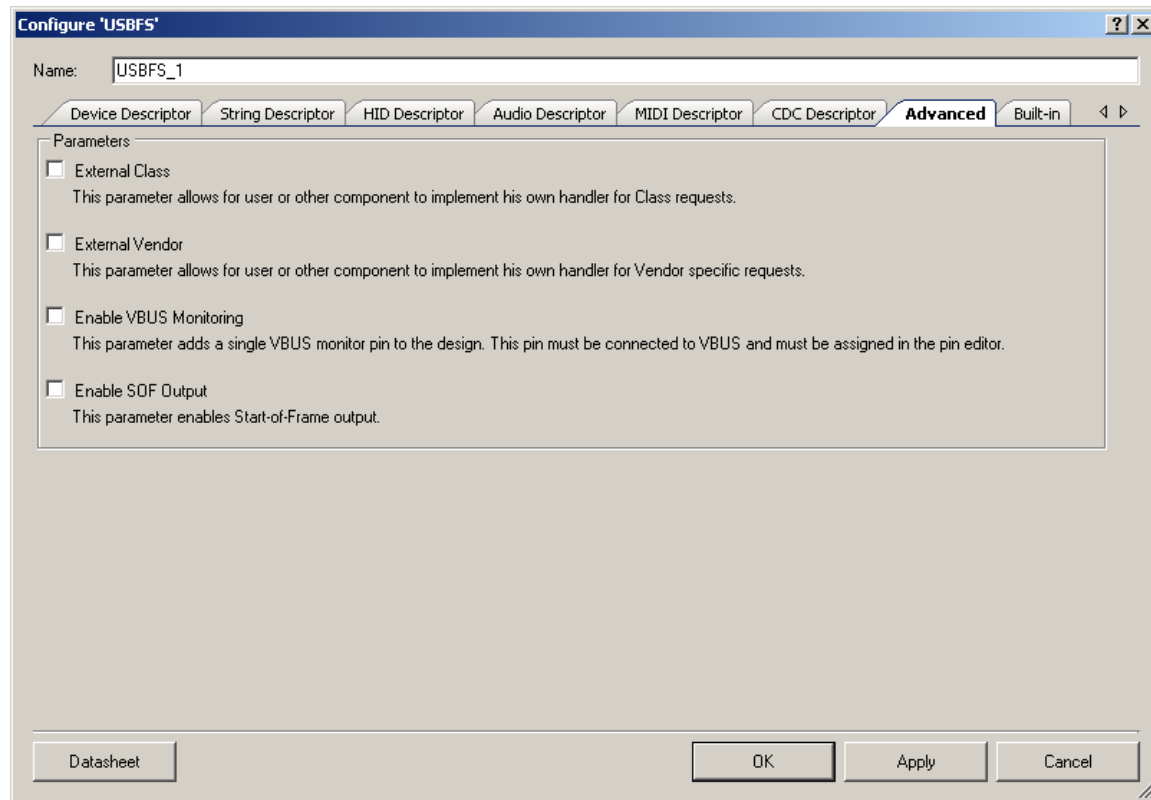 Configure 'USBFS'
Name: USBFS_1
Device Descriptor String Descriptor HID Descriptor Audio Descriptor MIDI Descriptor CDC Descriptor Advanced Built-in
Parameters
External Class
This parameter allows for user or other component to implement his own handler for Class requests.
External Vendor
This parameter allows for user or other component to implement his own handler for Vendor specific requests.
Enable VBUS Monitoring
This parameter adds a single VBUS monitor pin to the design. This pin must be connected to VBUS and must be assigned in the pin editor.
Enable SOF Output
This parameter enables Start-of-Frame output.
Datasheet OK Apply Cancel